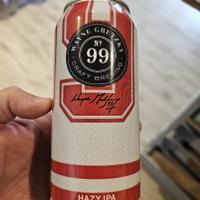 WAYNE GRETZKY
Nº
99
CRAFT BREWING
HAZY IPA